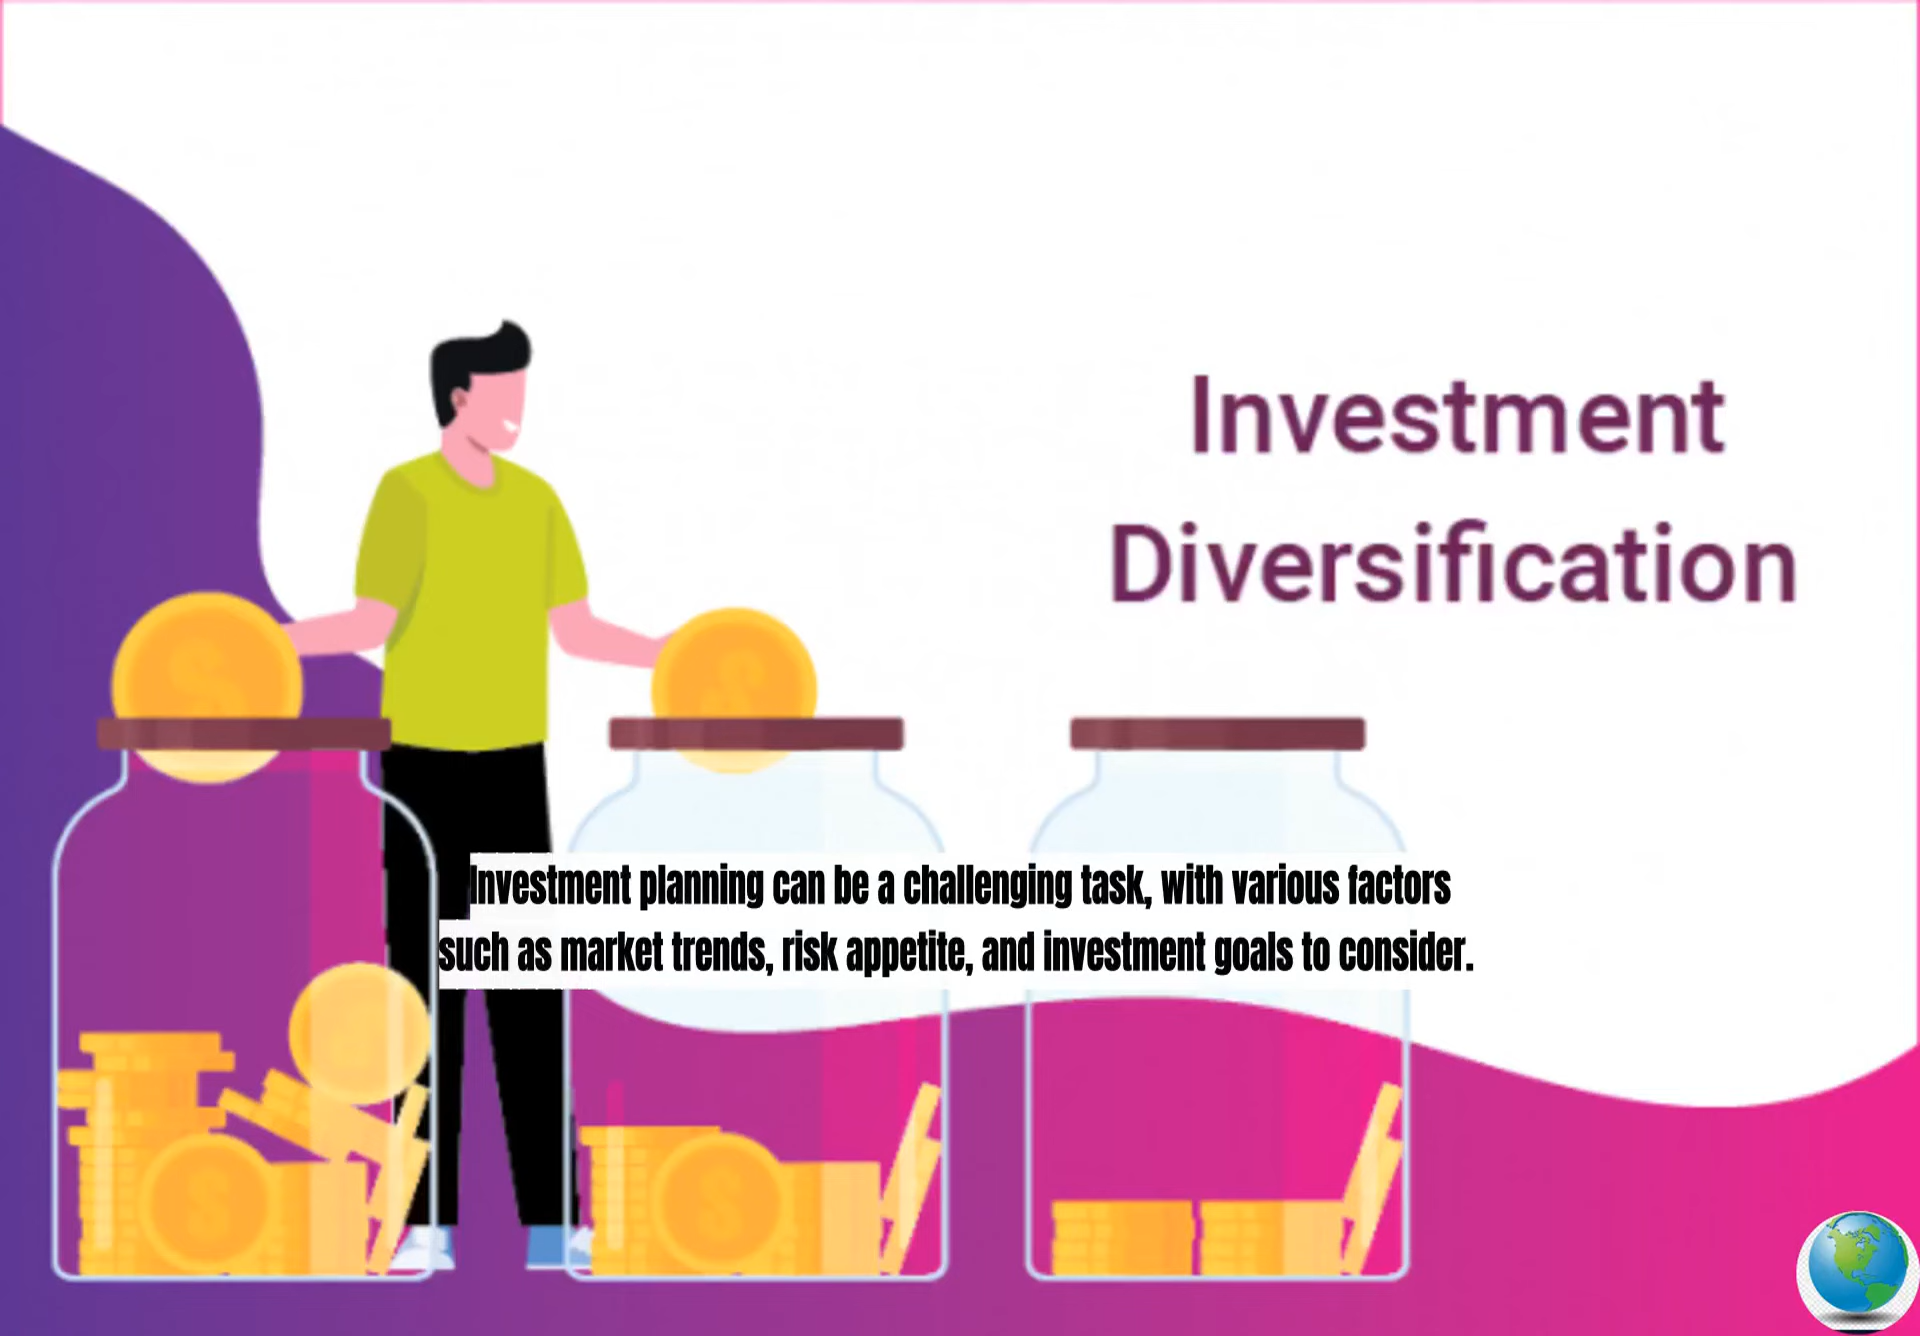 Investment
Diversification
Investment planning can be a challenging task, with various factors
such as market trends, risk appetite, and investment goals to consider.